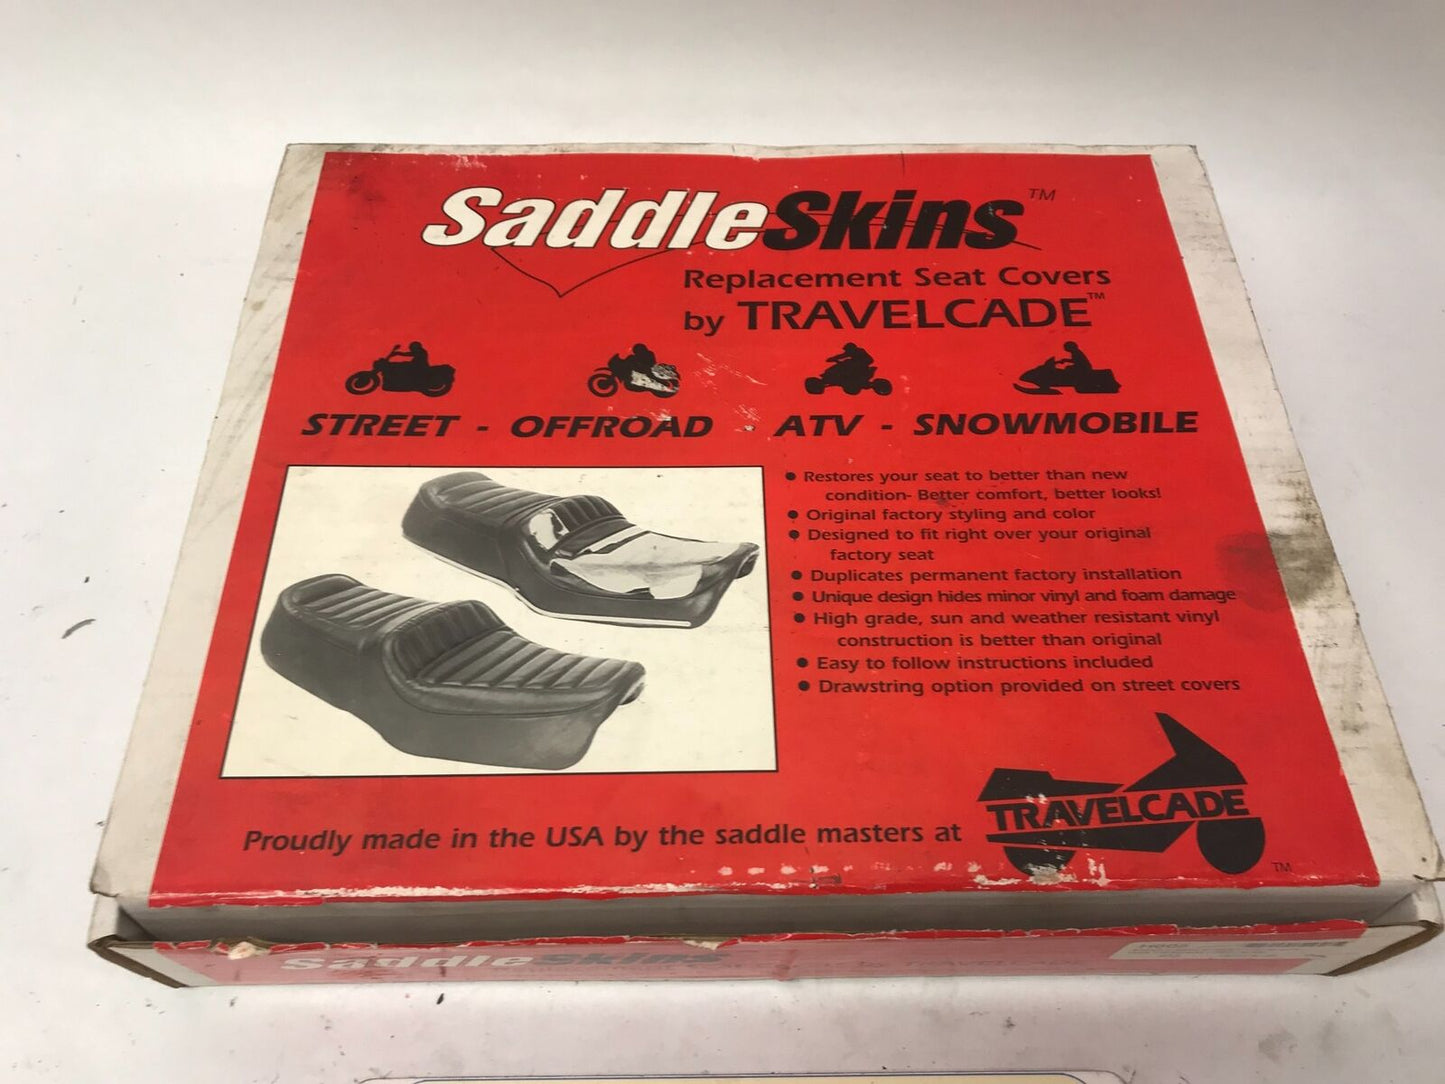 SaddleSkins™
Replacement Seat Covers
by TRAVELCADE™
STREET - OFFROAD - ATV - SNOWMOBILE
● Restores your seat to better than new
condition- Better comfort, better looks!
● Original factory styling and color
● Designed to fit right over your original
factory seat
● Duplicates permanent factory installation
● Unique design hides minor vinyl and foam damage
● High grade, sun and weather resistant vinyl
construction is better than original
● Easy to follow instructions included
● Drawstring option provided on street covers
Proudly made in the USA by the saddle masters at
TRAVELCADE
TM
SaddleSkins
by TRAVELCADE